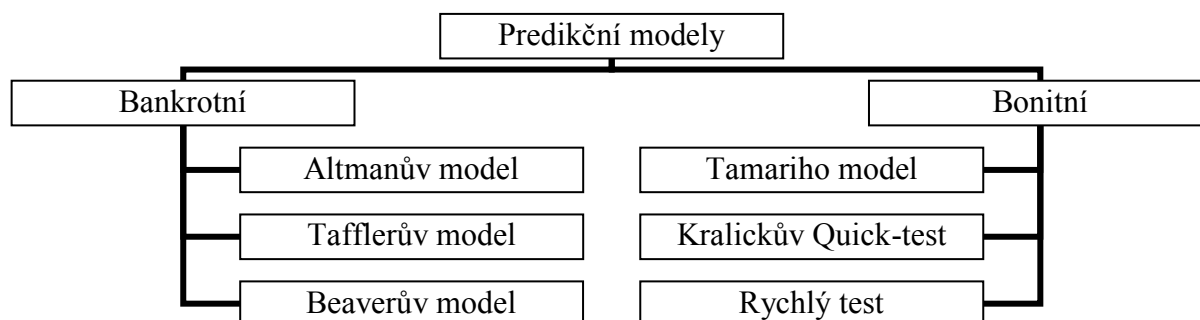 Predikční modely
Bankrotní
Bonitní
Altmanův model
Tamariho model
Tafflerův model
Kralickův Quick-test
Beaverův model
Rychlý test